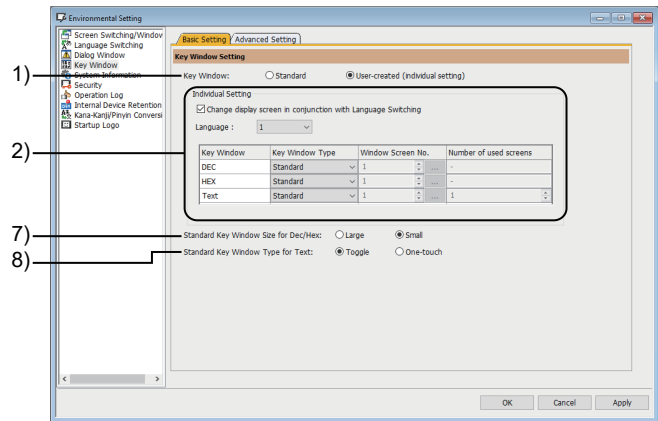 Environmental Setting
Screen Switching/Window
Language Switching
Dialog Window
Key Window
System Information
Security
Operation Log
Internal Device Retention
Kana-Kanji/Pinyin Conversi
Startup Logo
Basic Setting Advanced Setting
Key Window Setting
1) Key Window: Standard User-created (individual setting)
Individual Setting
Change display screen in conjunction with Language Switching
Language : 1
2)
Key Window Key Window Type Window Screen No. Number of used screens
DEC Standard 1 ... -
HEX Standard 1 ... -
Text Standard 1 ... 1
7) Standard Key Window Size for Dec/Hex: Large Small
8) Standard Key Window Type for Text: Toggle One-touch
OK Cancel Apply